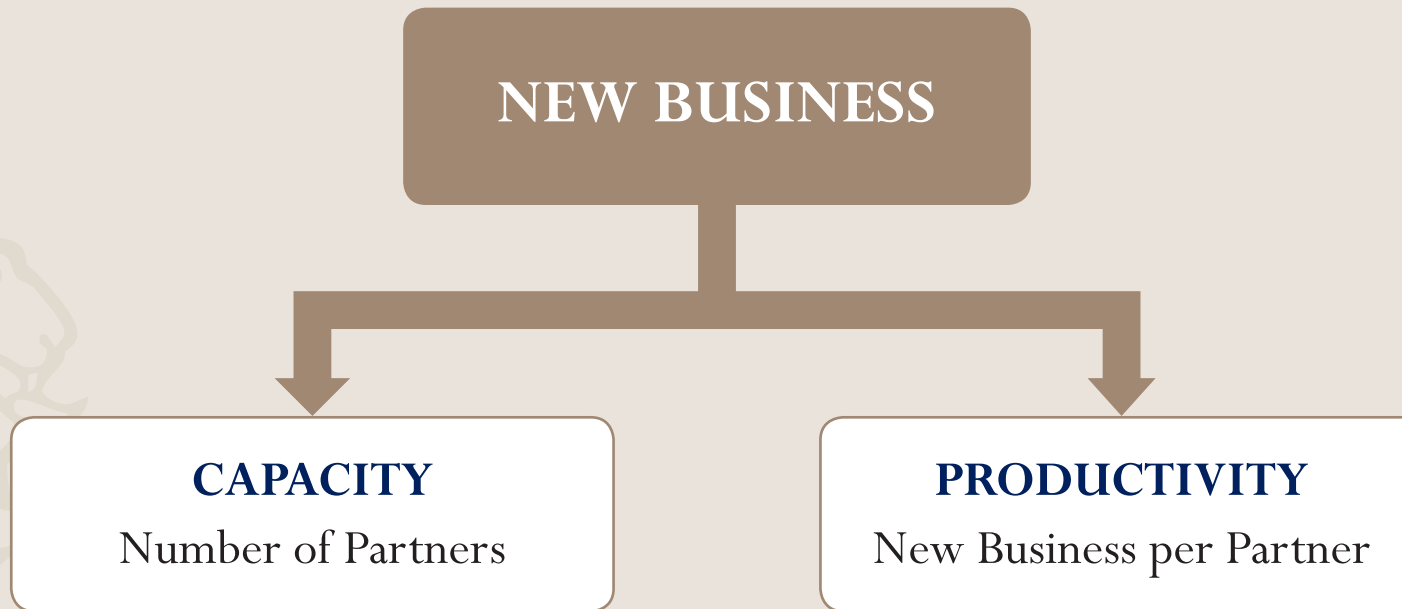 NEW BUSINESS
CAPACITY
Number of Partners
PRODUCTIVITY
New Business per Partner